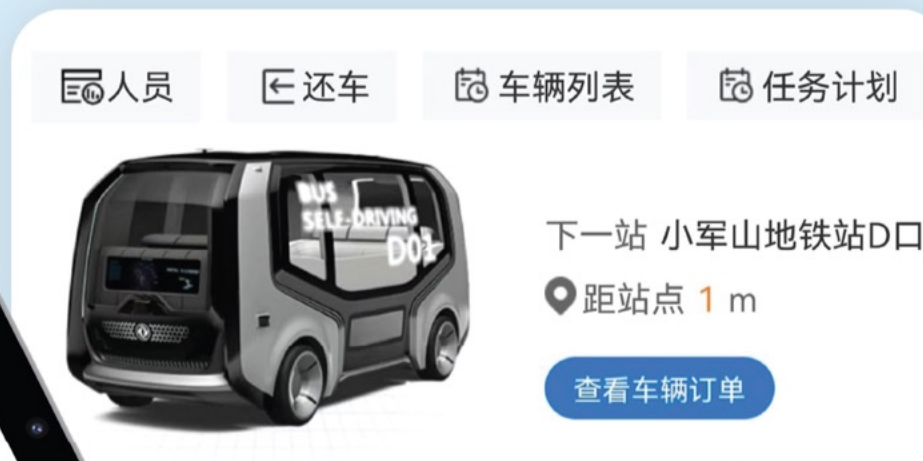 人员 还车 车辆列表 任务计划
BUS
SELF-DRIVING
D01
下一站 小军山地铁站D口
距站点 1 m
查看车辆订单